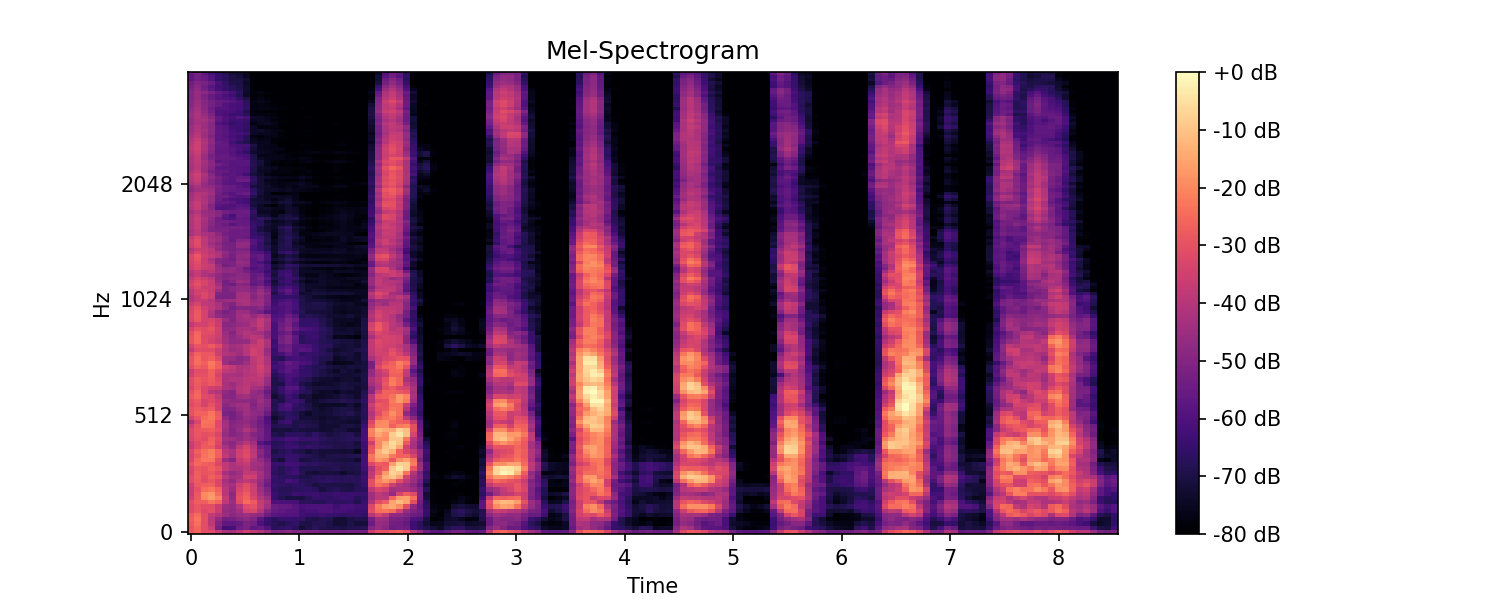 Mel-Spectrogram
Hz
2048
1024
512
0
0 1 2 3 4 5 6 7 8
Time
+0 dB
-10 dB
-20 dB
-30 dB
-40 dB
-50 dB
-60 dB
-70 dB
-80 dB